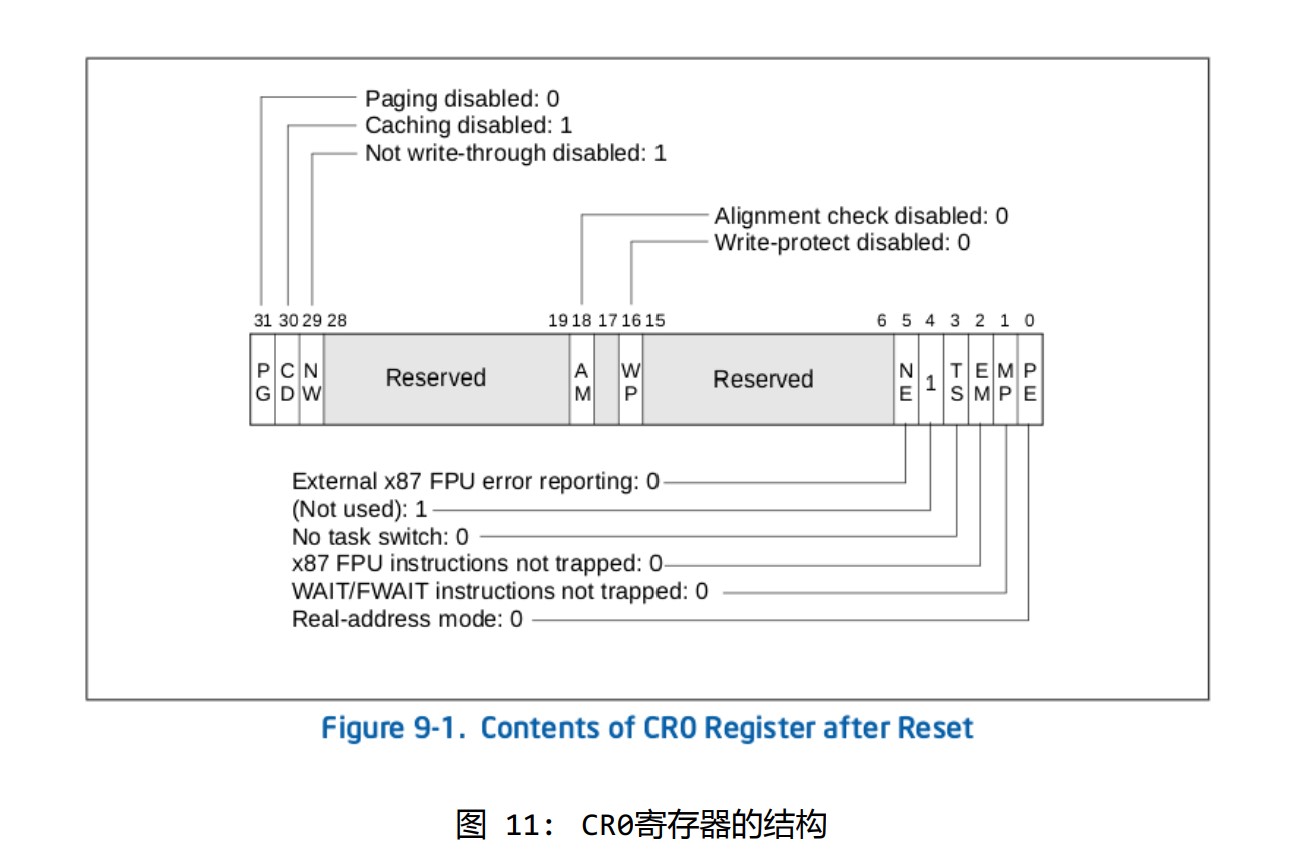 Paging disabled: 0
Caching disabled: 1
Not write-through disabled: 1
Alignment check disabled: 0
Write-protect disabled: 0
31 30 29 28 19 18 17 16 15 6 5 4 3 2 1 0
PG CD NW Reserved AM WP Reserved NE 1 TS EM MP PE
External x87 FPU error reporting: 0
(Not used): 1
No task switch: 0
x87 FPU instructions not trapped: 0
WAIT/FWAIT instructions not trapped: 0
Real-address mode: 0
Figure 9-1. Contents of CR0 Register after Reset
图 11: CR0寄存器的结构